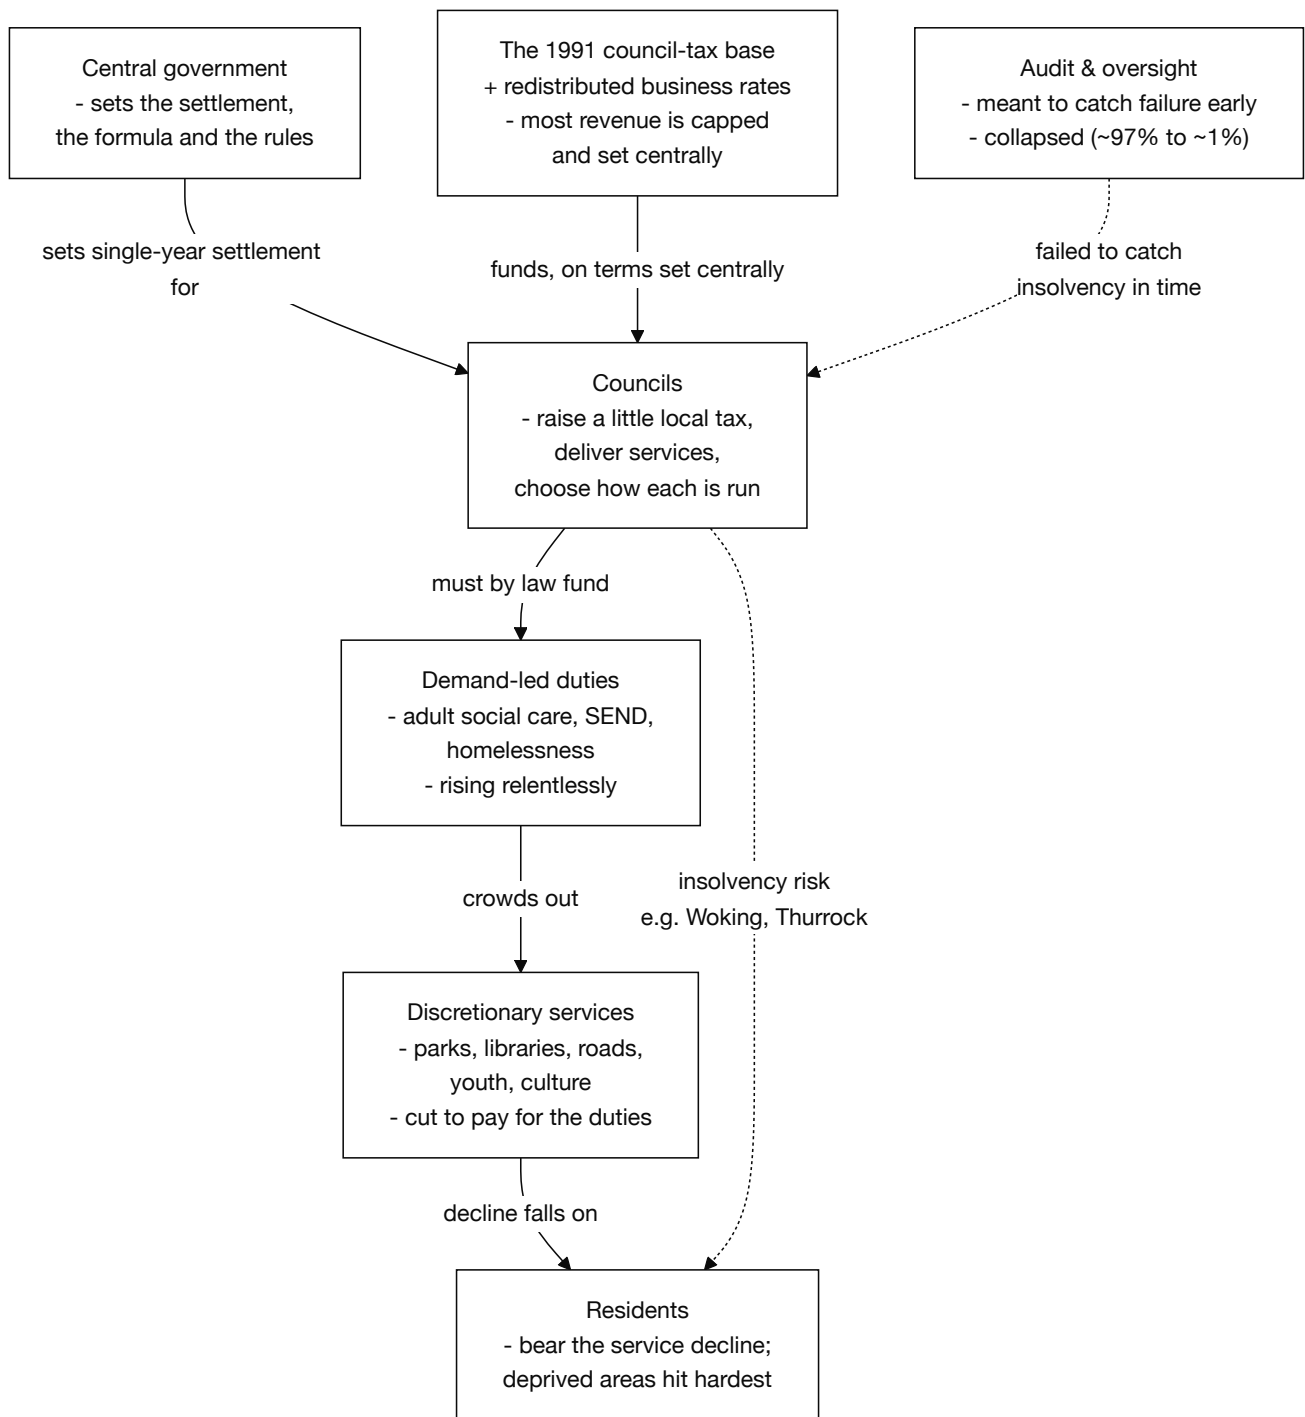 Central government
- sets the settlement,
the formula and the rules
The 1991 council-tax base
+ redistributed business rates
- most revenue is capped
and set centrally
Audit & oversight
- meant to catch failure early
- collapsed (~97% to ~1%)
sets single-year settlement
for
funds, on terms set centrally
failed to catch
insolvency in time
Councils
- raise a little local tax,
deliver services,
choose how each is run
must by law fund
Demand-led duties
- adult social care, SEND,
homelessness
- rising relentlessly
crowds out
insolvency risk
e.g. Woking, Thurrock
Discretionary services
- parks, libraries, roads,
youth, culture
- cut to pay for the duties
decline falls on
Residents
- bear the service decline;
deprived areas hit hardest